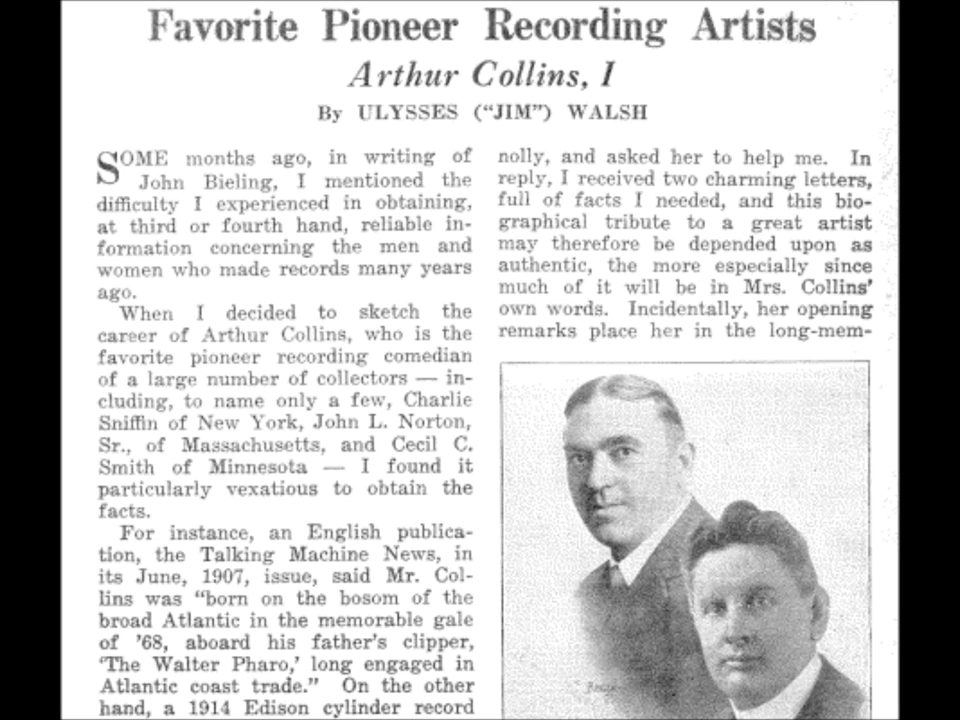 Favorite Pioneer Recording Artists
Arthur Collins, I
By ULYSSES ("JIM") WALSH
SOME months ago, in writing of
John Bieling, I mentioned the
difficulty I experienced in obtaining,
at third or fourth hand, reliable in-
formation concerning the men and
women who made records many years
ago.
When I decided to sketch the
career of Arthur Collins, who is the
favorite pioneer recording comedian
of a large number of collectors — in-
cluding, to name only a few, Charlie
Sniffin of New York, John L. Norton,
Sr., of Massachusetts, and Cecil C.
Smith of Minnesota — I found it
particularly vexatious to obtain the
facts.
For instance, an English publica-
tion, the Talking Machine News, in
its June, 1907, issue, said Mr. Col-
lins was "born on the bosom of the
broad Atlantic in the memorable gale
of '68, aboard his father's clipper,
'The Walter Pharo,' long engaged in
Atlantic coast trade." On the other
hand, a 1914 Edison cylinder record
nolly, and asked her to help me. In
reply, I received two charming letters,
full of facts I needed, and this bio-
graphical tribute to a great artist
may therefore be depended upon as
authentic, the more especially since
much of it will be in Mrs. Collins'
own words. Incidentally, her opening
remarks place her in the long-mem-